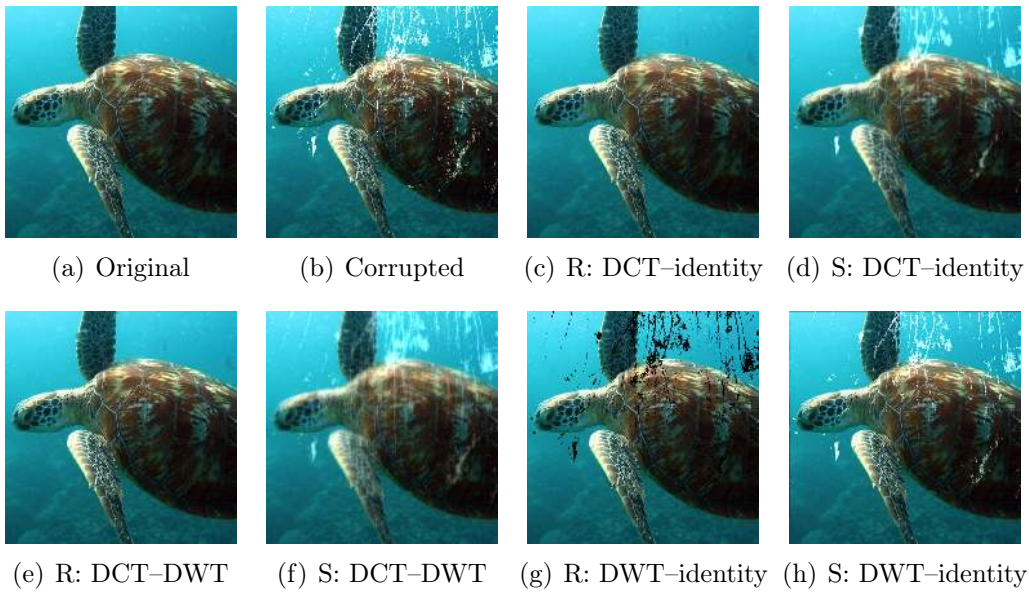 (a) Original
(b) Corrupted
(c) R: DCT–identity
(d) S: DCT–identity
(e) R: DCT–DWT
(f) S: DCT–DWT
(g) R: DWT–identity
(h) S: DWT–identity